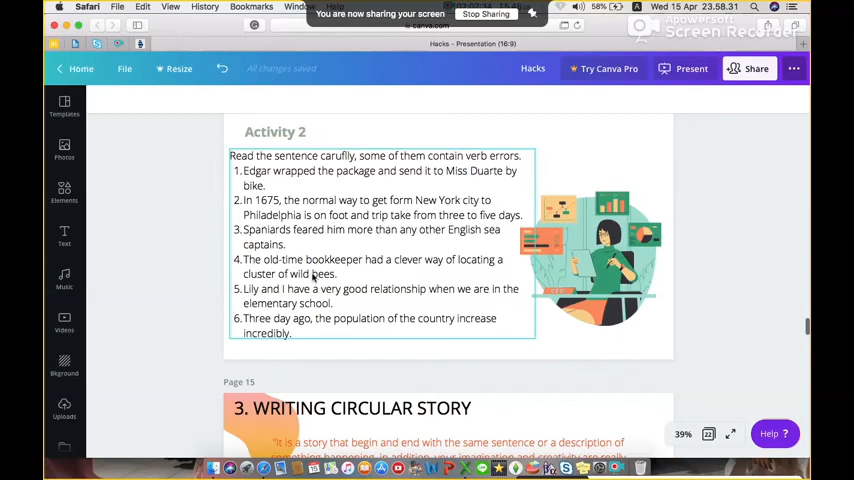 Safari File Edit View History Bookmarks Window
You are now sharing your screen Stop Sharing
58% A Wed 15 Apr 23.58.31
Apowersoft
Screen Recorder
canva.com
Hacks - Presentation (16:9)
Home File Resize All changes saved Hacks Try Canva Pro Present Share
Templates
Photos
Elements
Text
Music
Videos
Bkground
Uploads
Activity 2
Read the sentence caruflly, some of them contain verb errors.
1. Edgar wrapped the package and send it to Miss Duarte by
bike.
2. In 1675, the normal way to get form New York city to
Philadelphia is on foot and trip take from three to five days.
3. Spaniards feared him more than any other English sea
captains.
4. The old-time bookkeeper had a clever way of locating a
cluster of wild bees.
5. Lily and I have a very good relationship when we are in the
elementary school.
6. Three day ago, the population of the country increase
incredibly.
CEO
Page 15
3. WRITING CIRCULAR STORY
"it is a story that begin and end with the same sentence or a description of
39% 22 Help ?